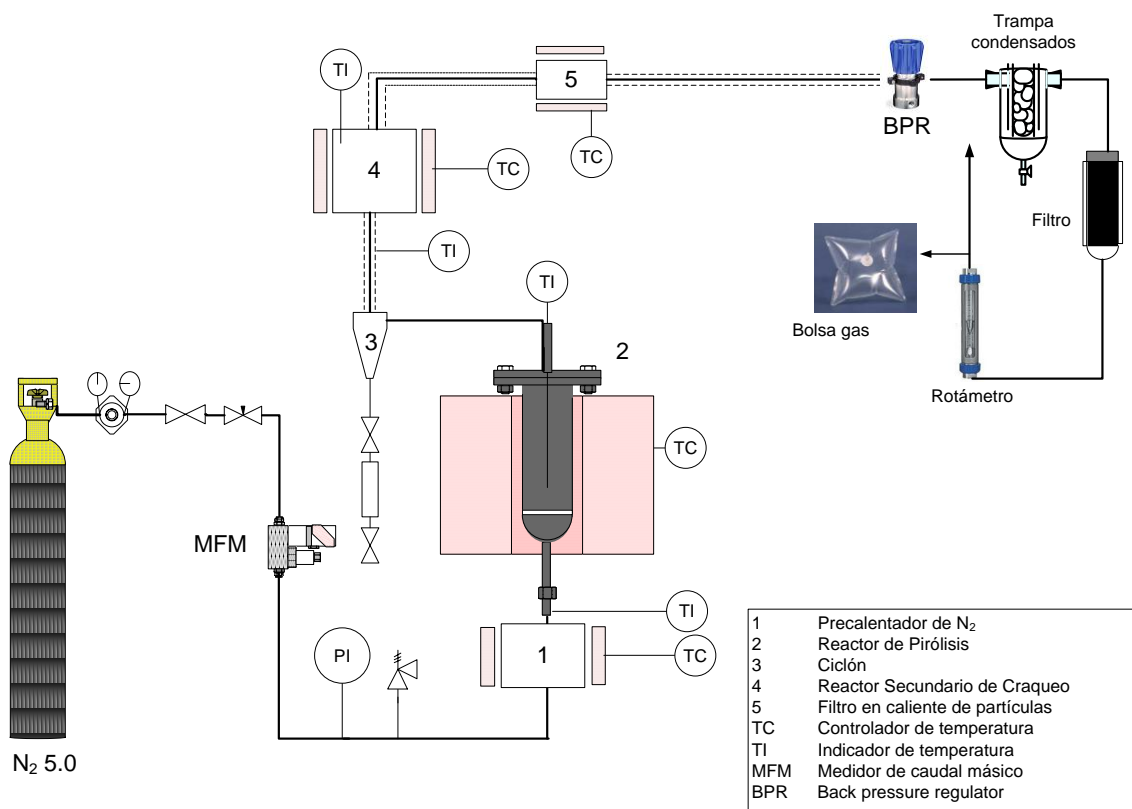 Trampa
condensados
TI
5
BPR
TC
4
TC
Filtro
TI
TI
Bolsa gas
3
2
Rotámetro
TC
MFM
TI
PI
1
TC
N₂ 5.0
1 Precalentador de N₂
2 Reactor de Pirólisis
3 Ciclón
4 Reactor Secundario de Craqueo
5 Filtro en caliente de partículas
TC Controlador de temperatura
TI Indicador de temperatura
MFM Medidor de caudal másico
BPR Back pressure regulator